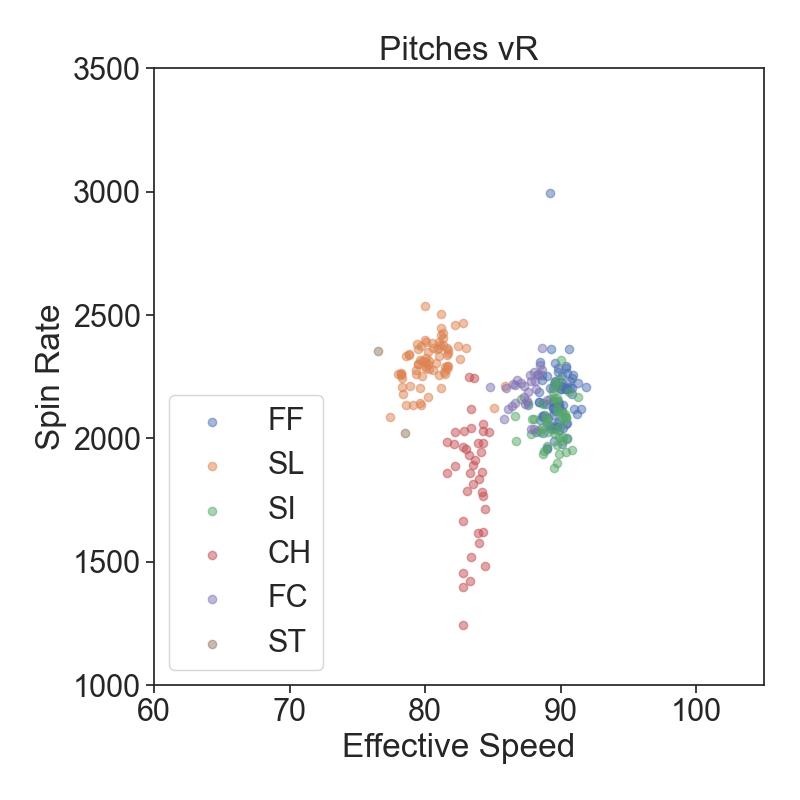 Pitches vR
3500
3000
2500
2000
1500
1000
Spin Rate
FF
SL
SI
CH
FC
ST
60 70 80 90 100
Effective Speed